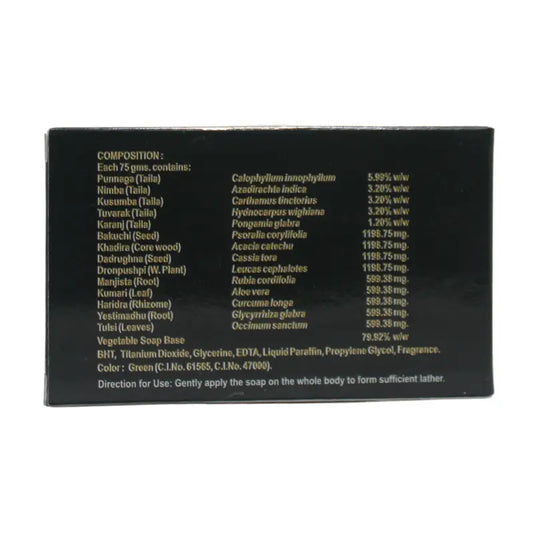 COMPOSITION :
Each 75 gms. contains:
Punnaga (Taila) Calophyllum innophyllum 5.99% w/w
Nimba (Taila) Azadirachta indica 3.20% w/w
Kusumba (Taila) Carthamus tinctorius 3.20% w/w
Tuvarak (Taila) Hydnocarpus wighiana 3.20% w/w
Karanj (Taila) Pongamia glabra 1.20% w/w
Bakuchi (Seed) Psoralia corylifolia 1198.75 mg.
Khadira (Core wood) Acacia catechu 1198.75 mg.
Dadrughna (Seed) Cassia tora 1198.75 mg.
Dronpushpi (W. Plant) Leucas cephalotes 1198.75 mg.
Manjista (Root) Rubia cordifolia 599.38 mg.
Kumari (Leaf) Aloe vera 599.38 mg.
Haridra (Rhizome) Curcuma longa 599.38 mg.
Yestimadhu (Root) Glycyrrhiza glabra 599.38 mg.
Tulsi (Leaves) Occimum sanctum 599.38 mg.
Vegetable Soap Base 79.92% w/w
BHT, Titanium Dioxide, Glycerine, EDTA, Liquid Paraffin, Propylene Glycol, Fragrance.
Color : Green (C.I.No. 61565, C.I.No. 47000).
Direction for Use: Gently apply the soap on the whole body to form sufficient lather.